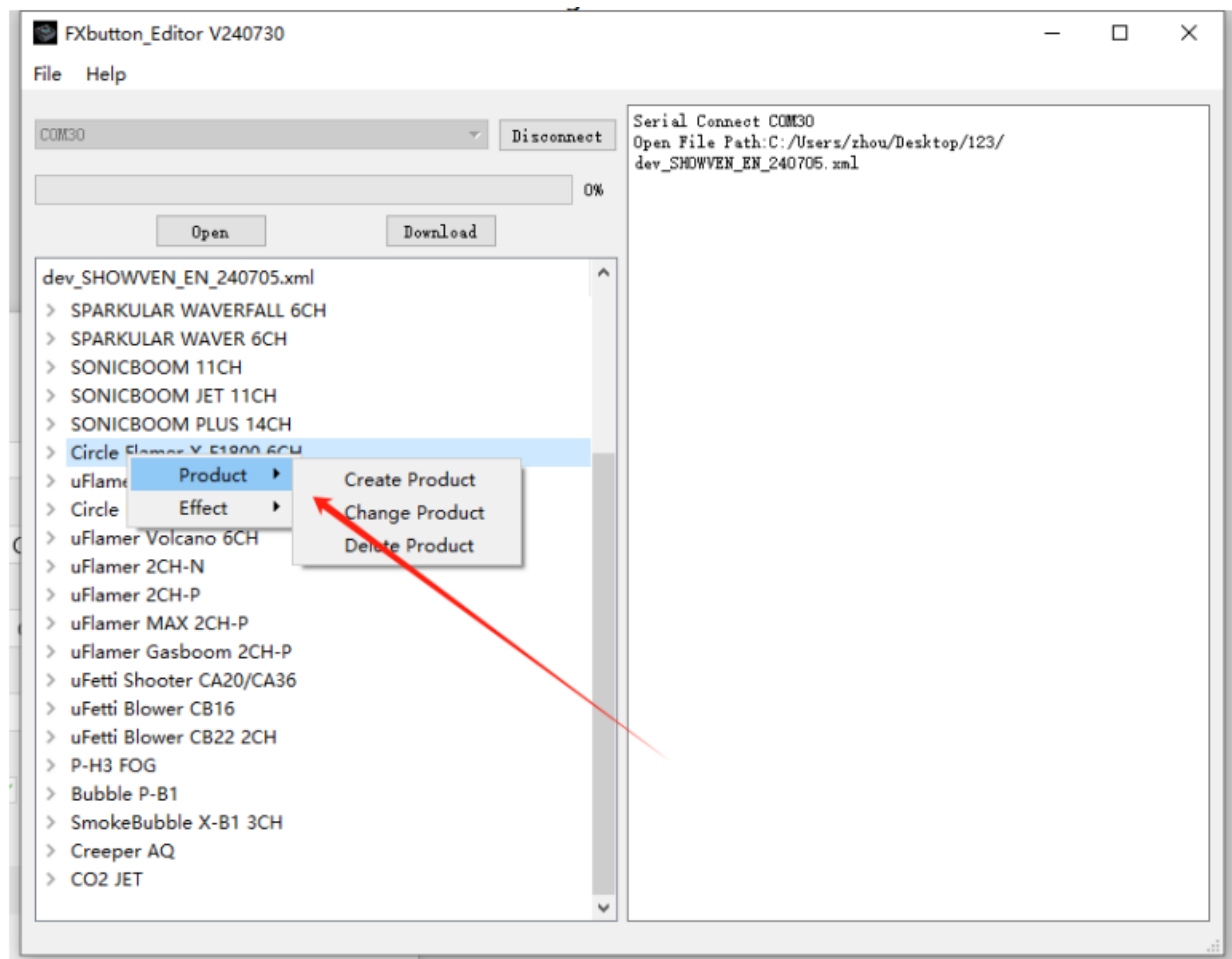 FXbutton_Editor V240730
File Help
COM30
Disconnect
0%
Open
Download
dev_SHOWVEN_EN_240705.xml
SPARKULAR WAVERFALL 6CH
SPARKULAR WAVER 6CH
SONICBOOM 11CH
SONICBOOM JET 11CH
SONICBOOM PLUS 14CH
Circle Flamer X-F1800 6CH
uFlame
Circle
uFlamer Volcano 6CH
uFlamer 2CH-N
uFlamer 2CH-P
uFlamer MAX 2CH-P
uFlamer Gasboom 2CH-P
uFetti Shooter CA20/CA36
uFetti Blower CB16
uFetti Blower CB22 2CH
P-H3 FOG
Bubble P-B1
SmokeBubble X-B1 3CH
Creeper AQ
CO2 JET
Product
Effect
Create Product
Change Product
Delete Product
Serial Connect COM30
Open File Path:C:/Users/zhou/Desktop/123/
dev_SHOWVEN_EN_240705.xml